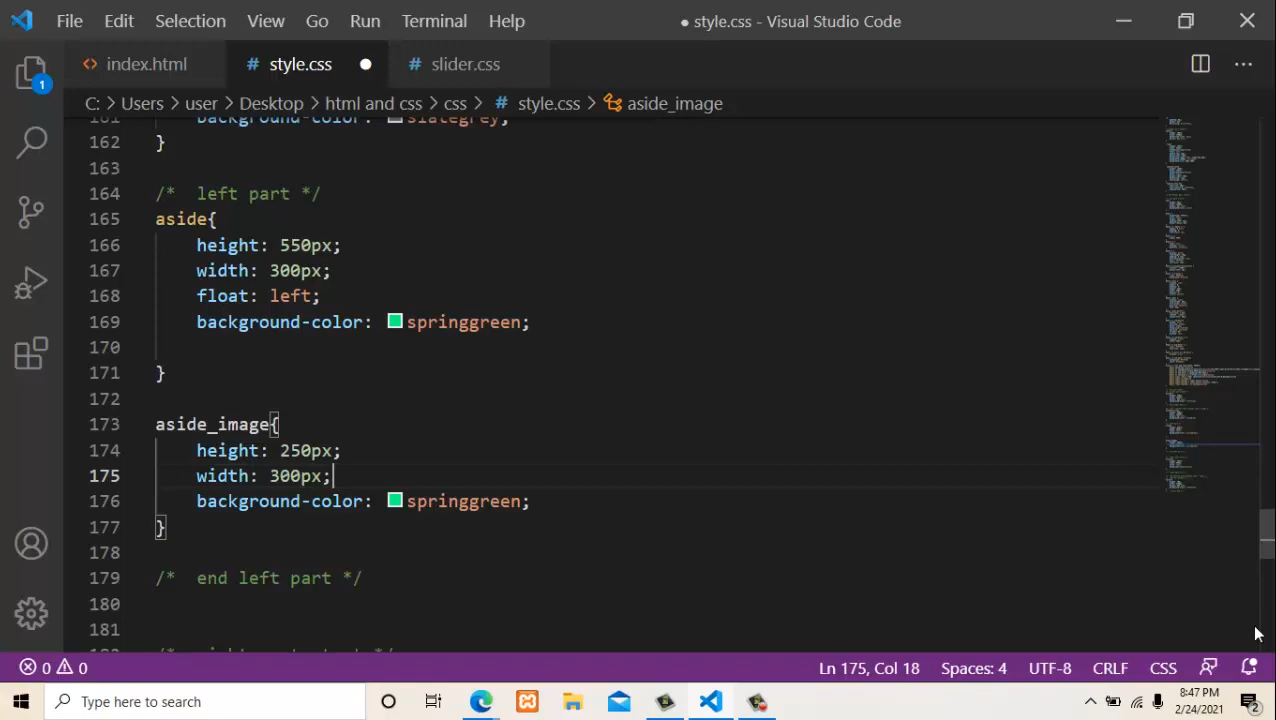 File Edit Selection View Go Run Terminal Help ● style.css - Visual Studio Code
<> index.html # style.css ● # slider.css
1
C: > Users > user > Desktop > html and css > css > # style.css > aside_image
161 background-color: slategrey;
162 }
163
164 /*  left part */
165 aside{
166 height: 550px;
167 width: 300px;
168 float: left;
169 background-color: springgreen;
170
171 }
172
173 aside_image{
174 height: 250px;
175 width: 300px;
176 background-color: springgreen;
177 }
178
179 /*  end left part */
180
181
0 0 Ln 175, Col 18 Spaces: 4 UTF-8 CRLF CSS
Type here to search
8:47 PM
2/24/2021
2